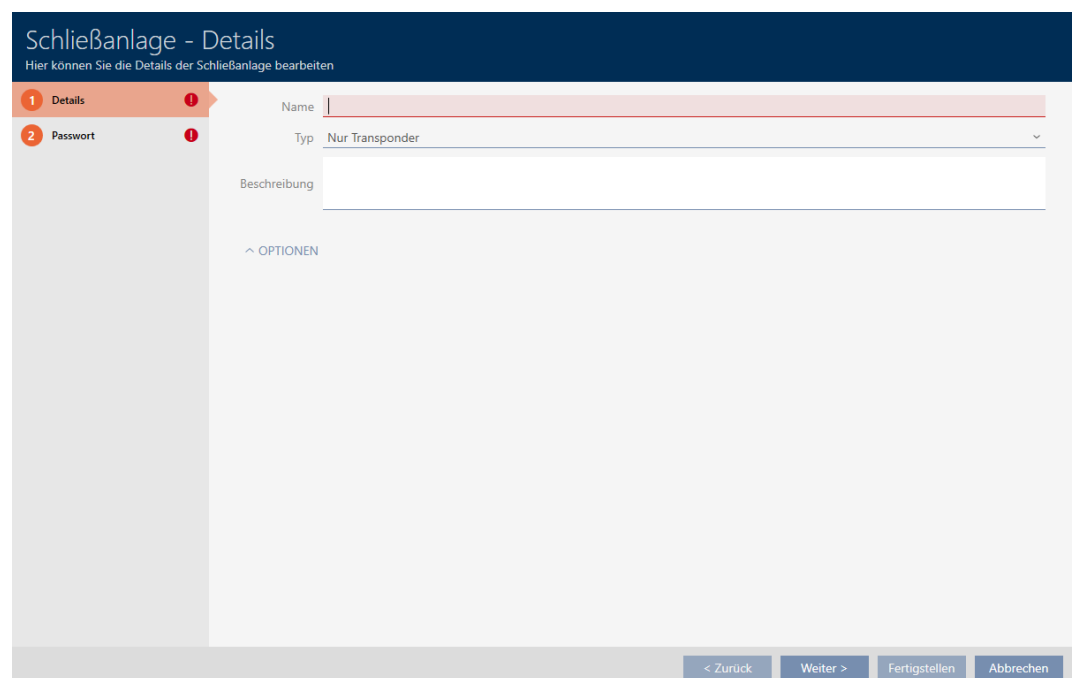 Schließanlage - Details
Hier können Sie die Details der Schließanlage bearbeiten
1 Details !
2 Passwort !
Name
Typ Nur Transponder
Beschreibung
OPTIONEN
< Zurück Weiter > Fertigstellen Abbrechen